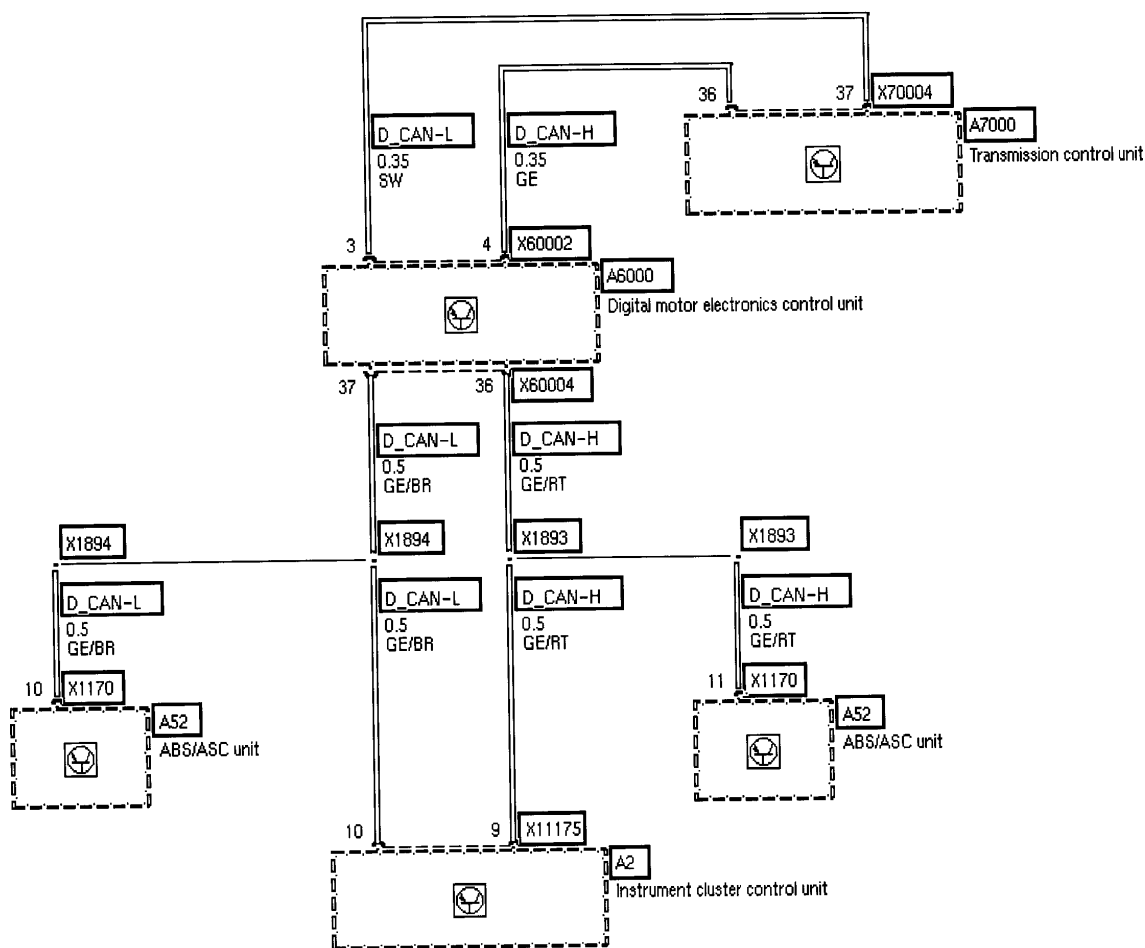 36
37
X70004
A7000
Transmission control unit
D_CAN-L
0.35
SW
D_CAN-H
0.35
GE
3
4
X60002
A6000
Digital motor electronics control unit
37
36
X60004
D_CAN-L
0.5
GE/BR
D_CAN-H
0.5
GE/RT
X1894
X1894
X1893
X1893
D_CAN-L
0.5
GE/BR
D_CAN-L
0.5
GE/BR
D_CAN-H
0.5
GE/RT
D_CAN-H
0.5
GE/RT
10
X1170
A52
ABS/ASC unit
11
X1170
A52
ABS/ASC unit
10
9
X11175
A2
Instrument cluster control unit